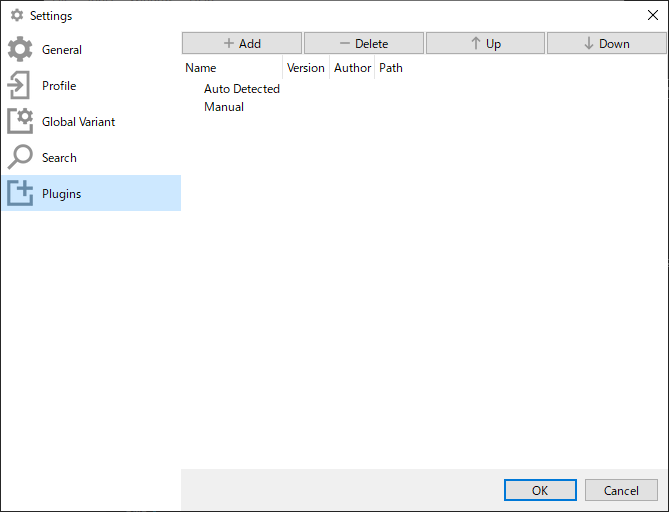 Settings
General
Profile
Global Variant
Search
Plugins
Add Delete Up Down
Name Version Author Path
Auto Detected
Manual
OK Cancel